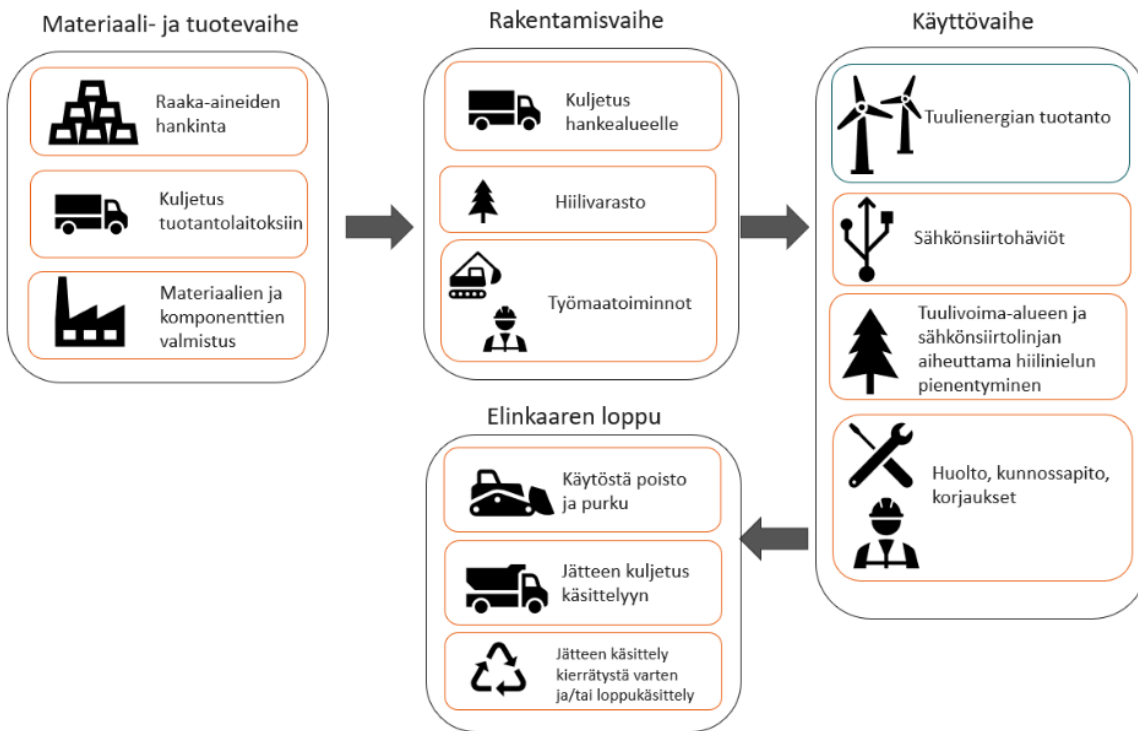 Materiaali- ja tuotevaihe
Raaka-aineiden
hankinta
Kuljetus
tuotantolaitoksiin
Materiaalien ja
komponenttien
valmistus
Rakentamisvaihe
Kuljetus
hankealueelle
Hiilivarasto
Työmaatoiminnot
Käyttövaihe
Tuulienergian tuotanto
Sähkönsiirtohäviöt
Tuulivoima-alueen ja
sähkönsiirtolinjan
aiheuttama hiilinielun
pienentyminen
Huolto, kunnossapito,
korjaukset
Elinkaaren loppu
Käytöstä poisto
ja purku
Jätteen kuljetus
käsittelyyn
Jätteen käsittely
kierrätystä varten
ja/tai loppukäsittely